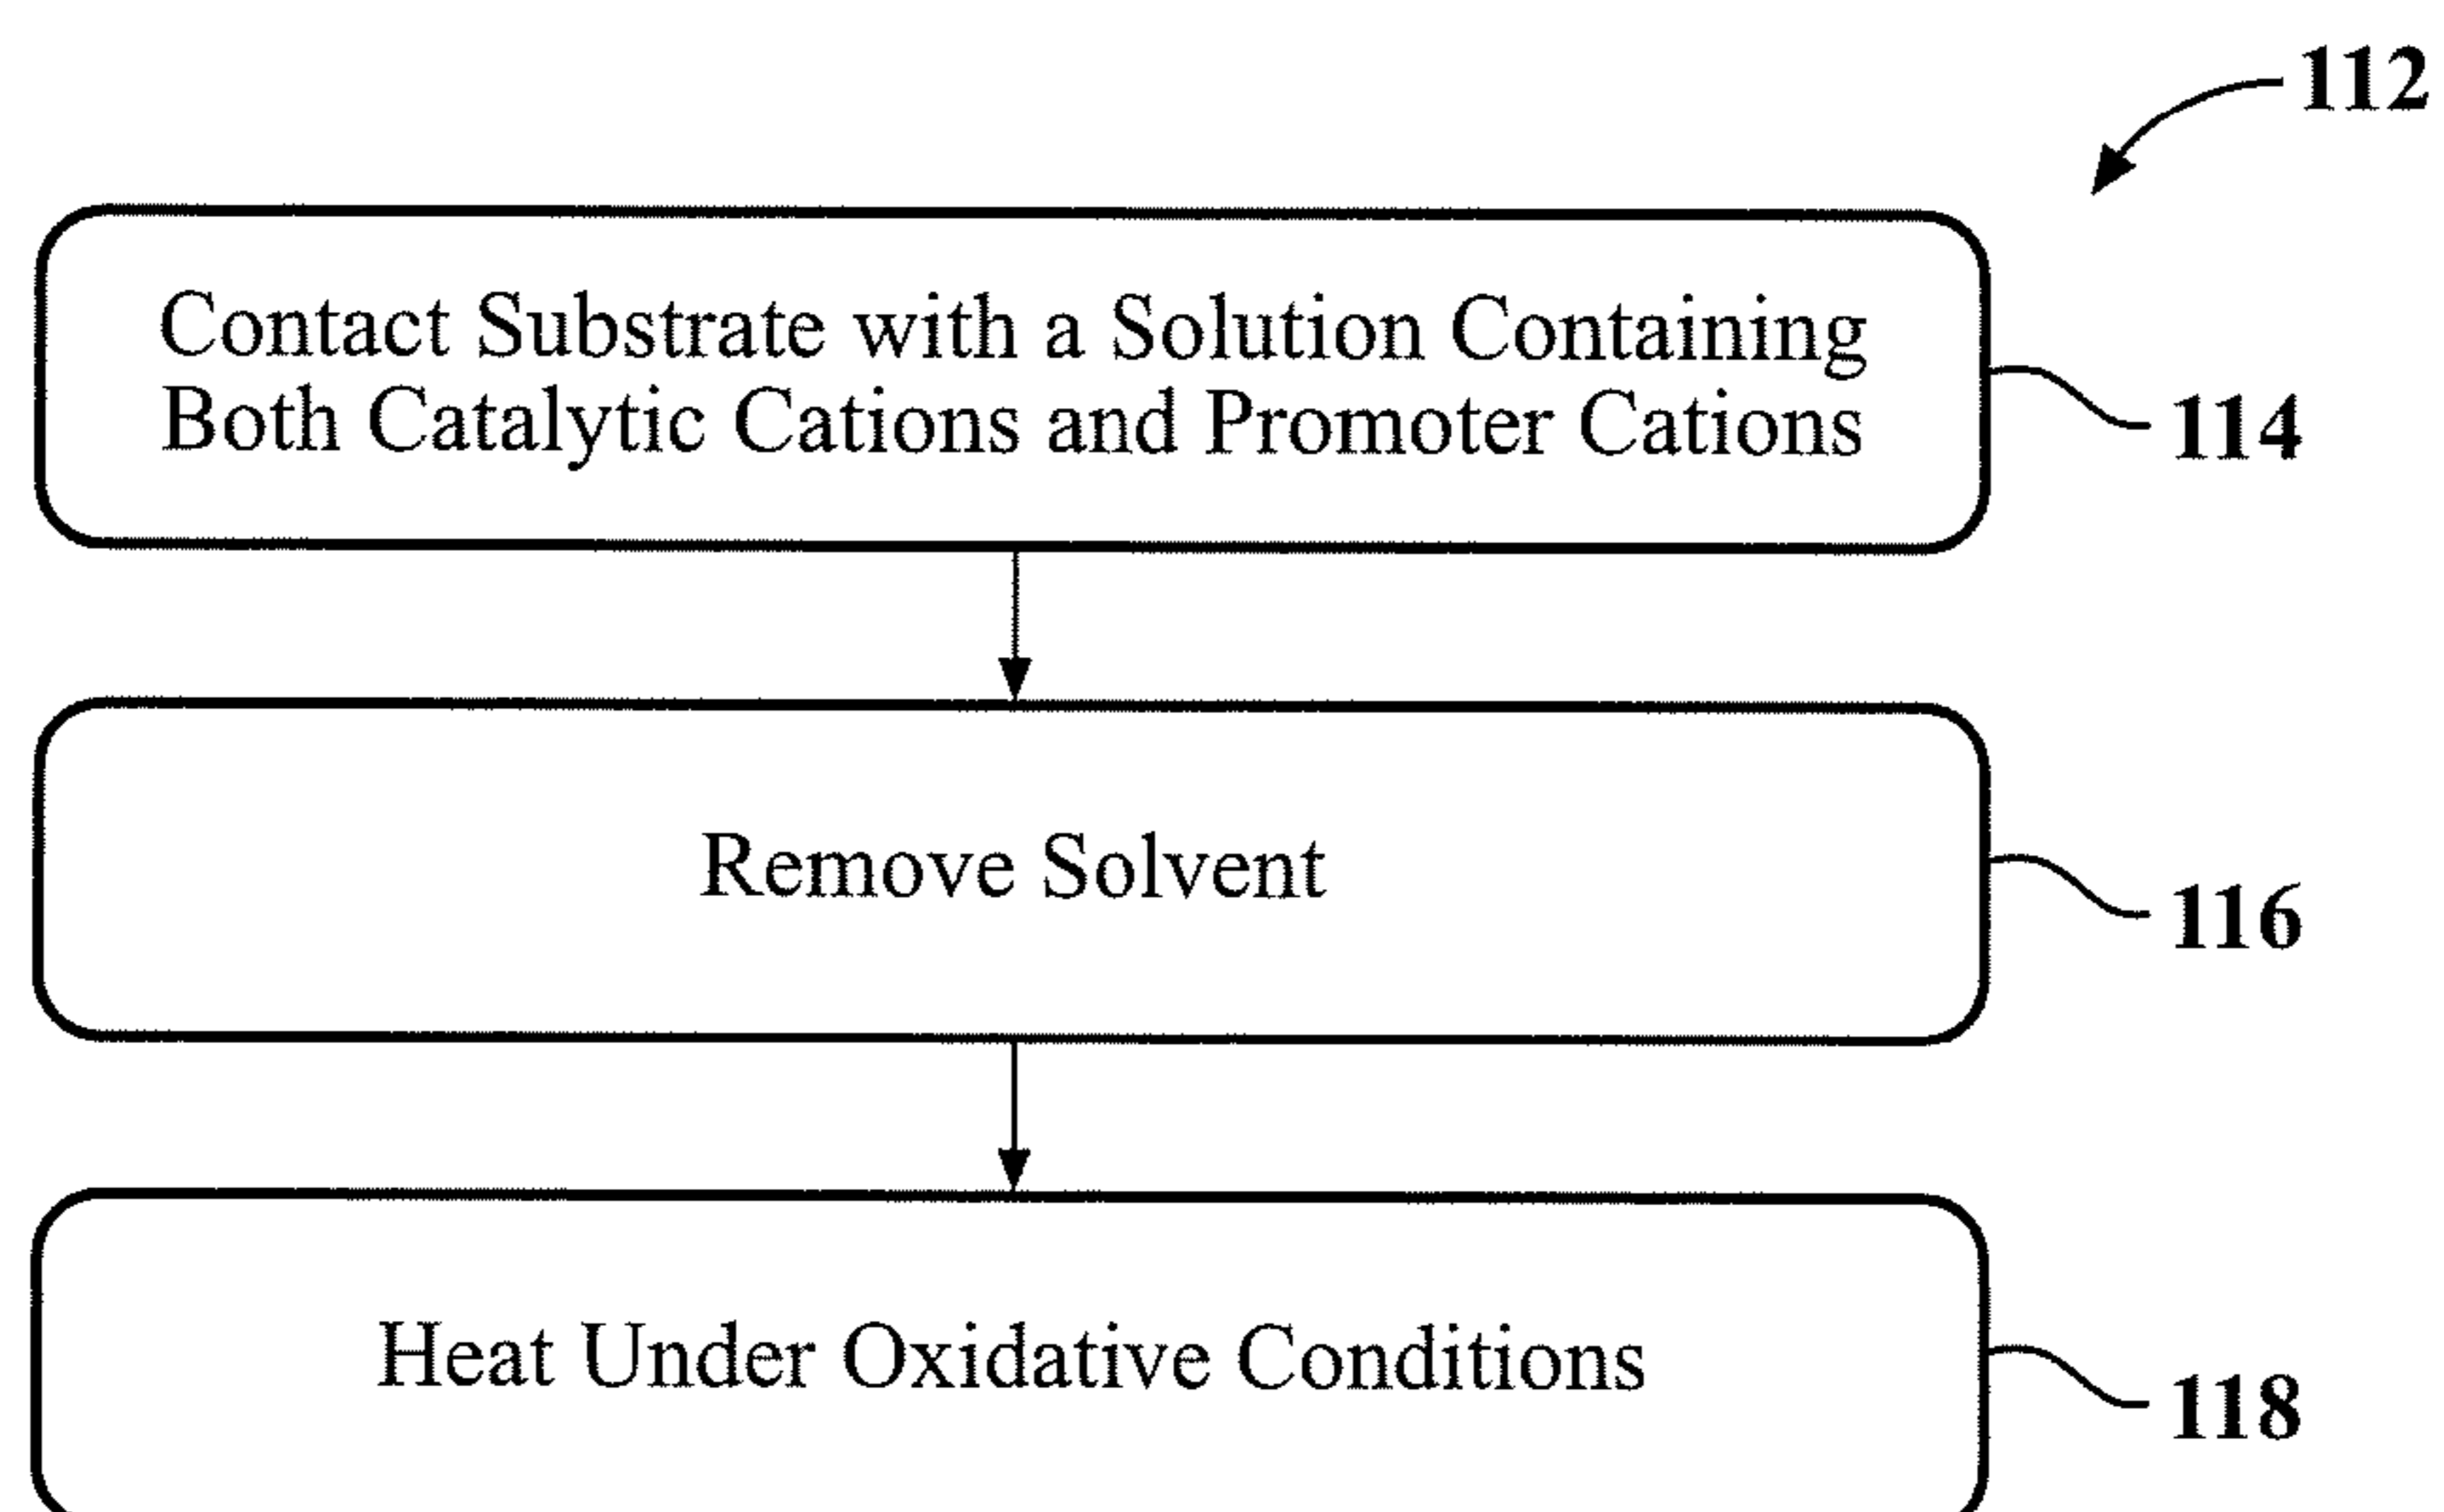 112
Contact Substrate with a Solution Containing
Both Catalytic Cations and Promoter Cations
114
Remove Solvent
116
Heat Under Oxidative Conditions
118